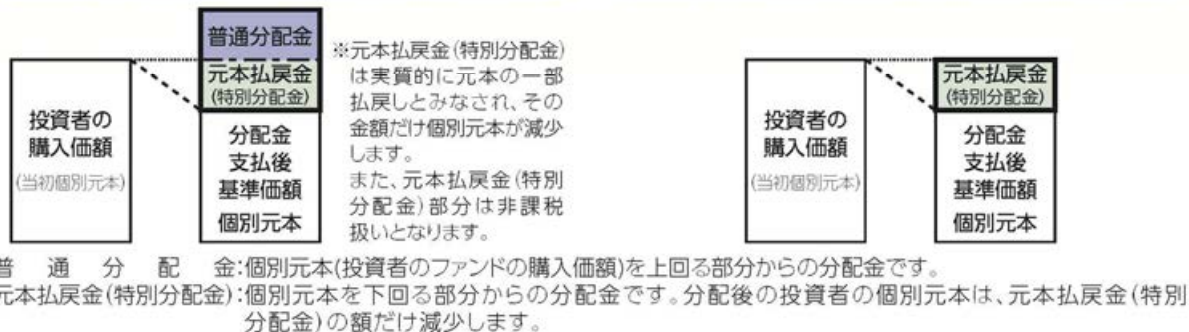 普通分配金
元本払戻金
(特別分配金)
投資者の
購入価額
(当初個別元本)
分配金
支払後
基準価額
個別元本
※元本払戻金(特別分配金)
は実質的に元本の一部
払戻しとみなされ、その
金額だけ個別元本が減少
します。
また、元本払戻金(特別
分配金)部分は非課税
扱いとなります。
投資者の
購入価額
(当初個別元本)
元本払戻金
(特別分配金)
分配金
支払後
基準価額
個別元本
普通分配金:個別元本(投資者のファンドの購入価額)を上回る部分からの分配金です。
元本払戻金(特別分配金):個別元本を下回る部分からの分配金です。分配後の投資者の個別元本は、元本払戻金(特別
分配金)の額だけ減少します。